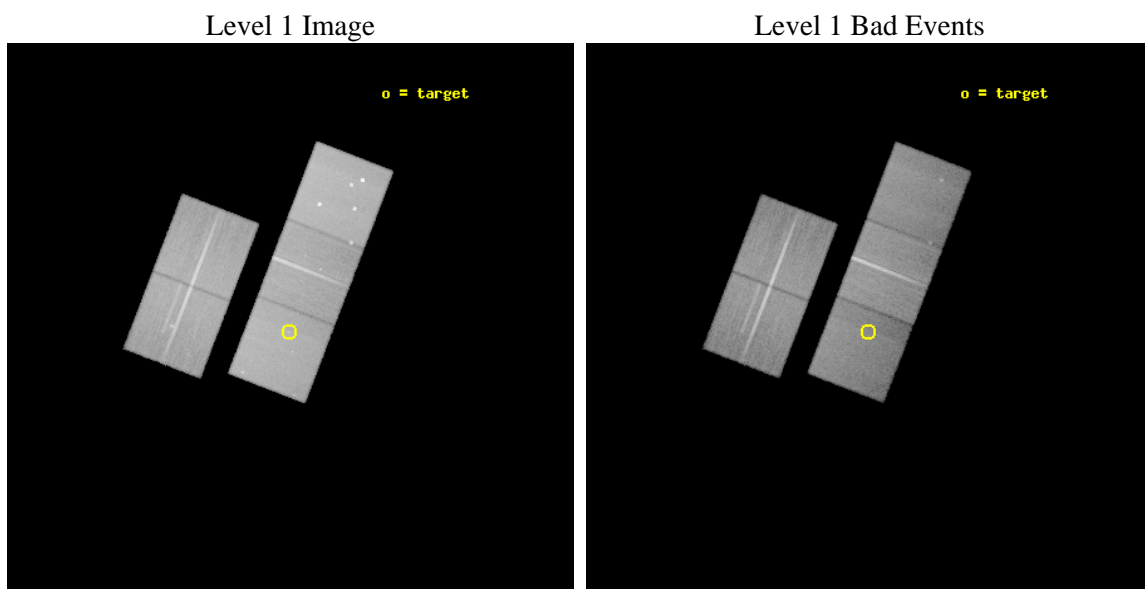 Level 1 Image
Level 1 Bad Events
o = target
o = target